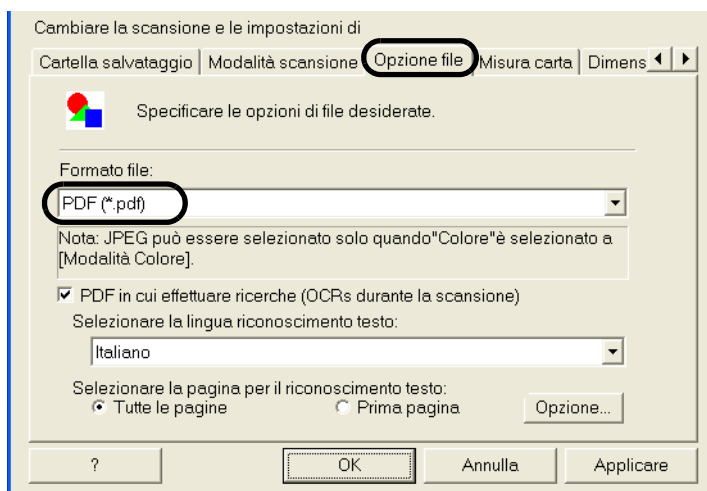 Cambiare la scansione e le impostazioni di
Cartella salvataggio Modalità scansione Opzione file Misura carta Dimens
Specificare le opzioni di file desiderate.
Formato file:
PDF (*.pdf)
Nota: JPEG può essere selezionato solo quando"Colore"è selezionato a
[Modalità Colore].
PDF in cui effettuare ricerche (OCRs durante la scansione)
Selezionare la lingua riconoscimento testo:
Italiano
Selezionare la pagina per il riconoscimento testo:
Tutte le pagine Prima pagina Opzione...
? OK Annulla Applicare